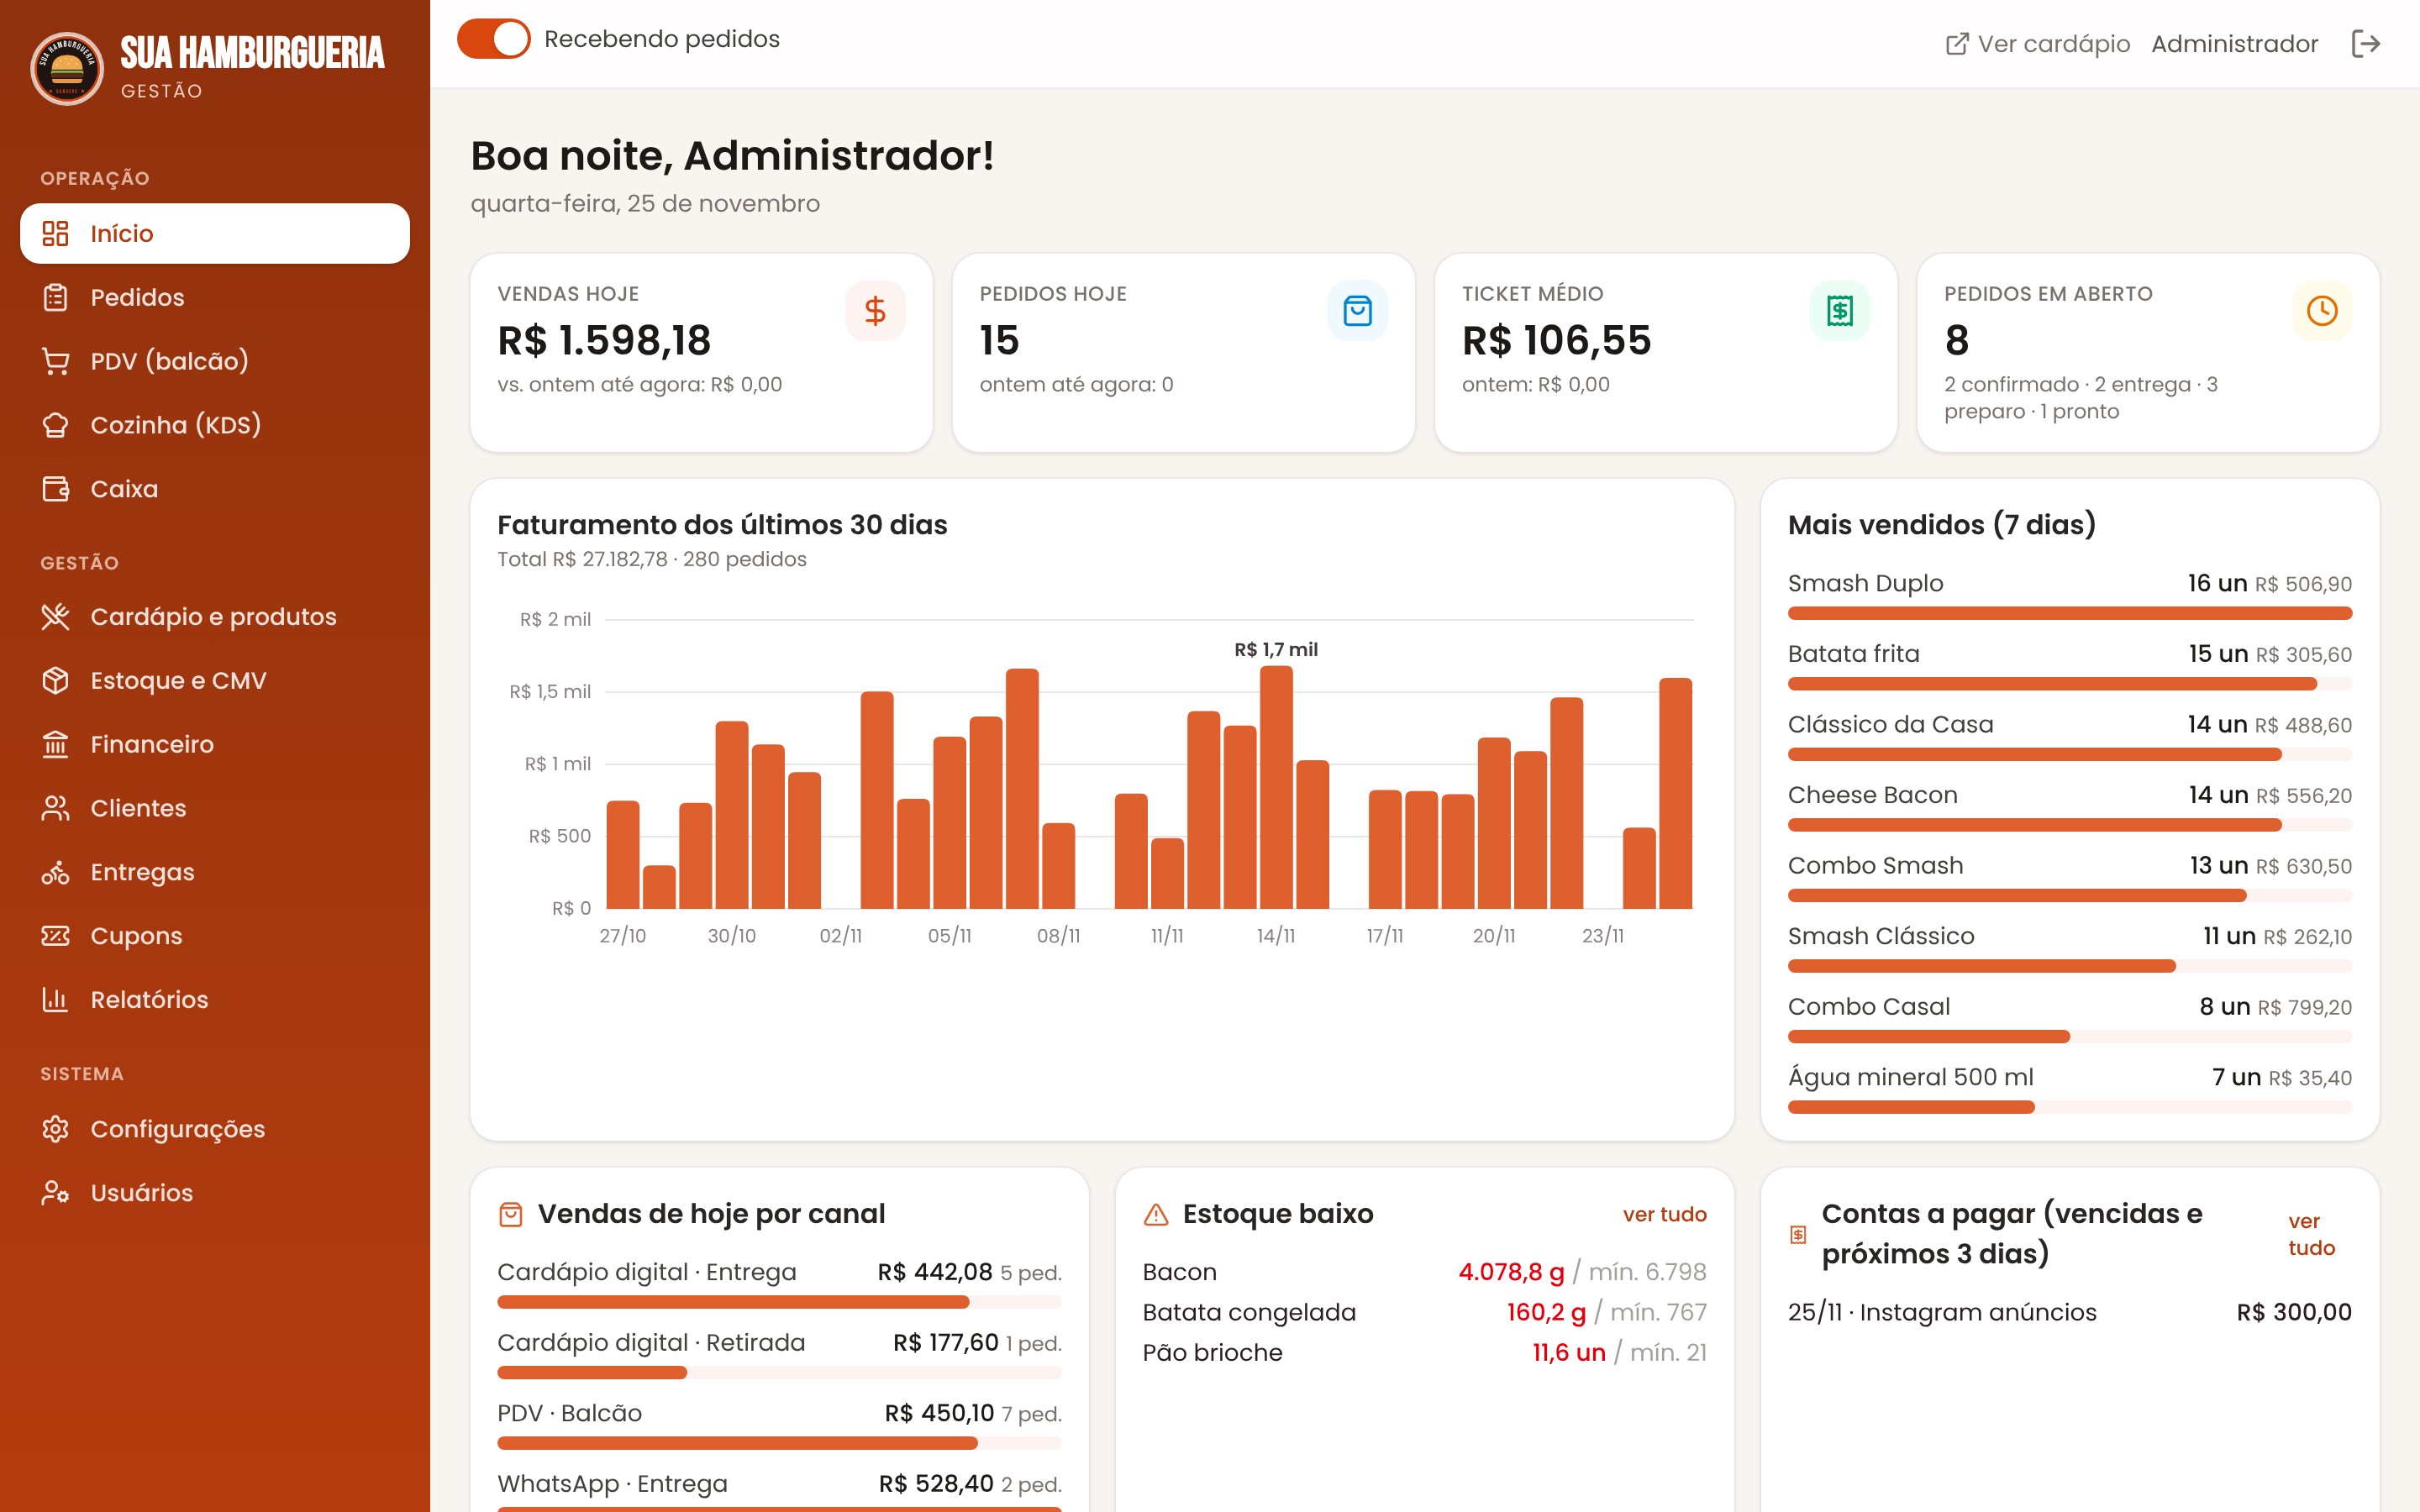 SUA HAMBURGUERIA
SUA HAMBURGUERIA
GESTÃO
OPERAÇÃO
Início
Pedidos
PDV (balcão)
Cozinha (KDS)
Caixa
GESTÃO
Cardápio e produtos
Estoque e CMV
Financeiro
Clientes
Entregas
Cupons
Relatórios
SISTEMA
Configurações
Usuários
Recebendo pedidos
Ver cardápio
Administrador
Boa noite, Administrador!
quarta-feira, 25 de novembro
VENDAS HOJE
R$ 1.598,18
vs. ontem até agora: R$ 0,00
PEDIDOS HOJE
15
ontem até agora: 0
TICKET MÉDIO
R$ 106,55
ontem: R$ 0,00
PEDIDOS EM ABERTO
8
2 confirmado · 2 entrega · 3
preparo · 1 pronto
Faturamento dos últimos 30 dias
Total R$ 27.182,78 · 280 pedidos
R$ 2 mil
R$ 1,7 mil
R$ 1,5 mil
R$ 1 mil
R$ 500
R$ 0
27/10 30/10 02/11 05/11 08/11 11/11 14/11 17/11 20/11 23/11
Mais vendidos (7 dias)
Smash Duplo 16 un R$ 506,90
Batata frita 15 un R$ 305,60
Clássico da Casa 14 un R$ 488,60
Cheese Bacon 14 un R$ 556,20
Combo Smash 13 un R$ 630,50
Smash Clássico 11 un R$ 262,10
Combo Casal 8 un R$ 799,20
Água mineral 500 ml 7 un R$ 35,40
Vendas de hoje por canal
Cardápio digital · Entrega R$ 442,08 5 ped.
Cardápio digital · Retirada R$ 177,60 1 ped.
PDV · Balcão R$ 450,10 7 ped.
WhatsApp · Entrega R$ 528,40 2 ped.
Estoque baixo ver tudo
Bacon 4.078,8 g / mín. 6.798
Batata congelada 160,2 g / mín. 767
Pão brioche 11,6 un / mín. 21
Contas a pagar (vencidas e
próximos 3 dias)
ver
tudo
25/11 · Instagram anúncios R$ 300,00